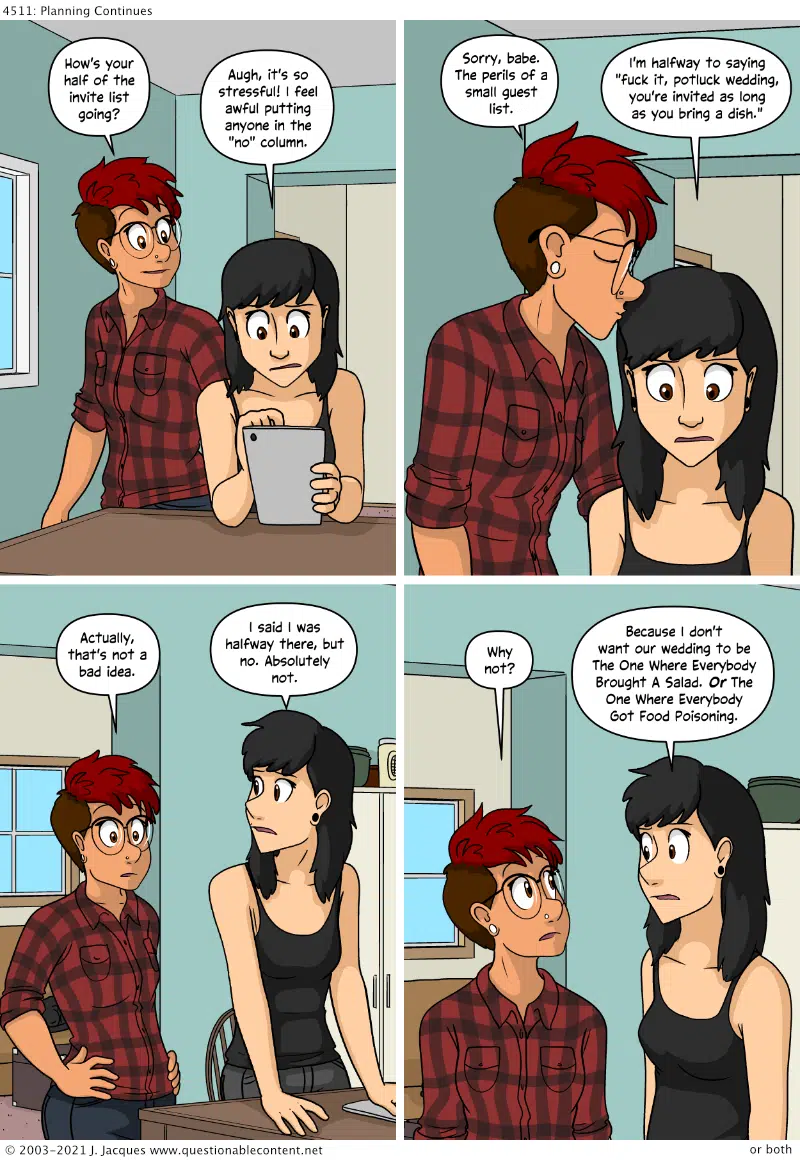 4511: Planning Continues
How's your
half of the
invite list
going?
Augh, it's so
stressful! I feel
awful putting
anyone in the
"no" column.
Sorry, babe.
The perils of a
small guest
list.
I'm halfway to saying
"fuck it, potluck wedding,
you're invited as long
as you bring a dish."
Actually,
that's not a
bad idea.
I said I was
halfway there, but
no. Absolutely
not.
Why
not?
Because I don't
want our wedding to be
The One Where Everybody
Brought A Salad. Or The
One Where Everybody
Got Food Poisoning.
© 2003-2021 J. Jacques www.questionablecontent.net
or both